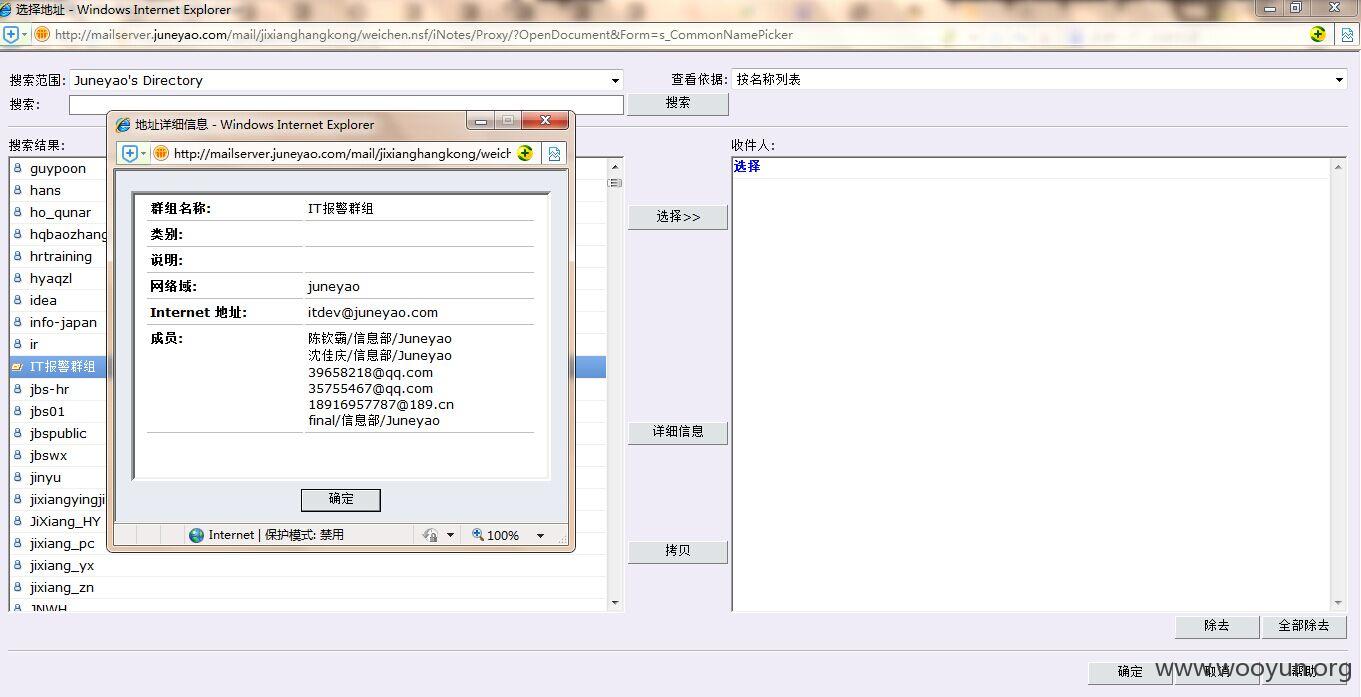 选择地址 - Windows Internet Explorer
http://mailserver.juneyao.com/mail/jixianghangkong/weichen.nsf/iNotes/Proxy/?OpenDocument&Form=s_CommonNamePicker
搜索范围: Juneyao's Directory
查看依据: 按名称列表
搜索:
搜索
搜索结果:
收件人:
guypoon
hans
ho_qunar
hqbaozhang
hrtraining
hyaqzl
idea
info-japan
ir
IT报警群组
jbs-hr
jbs01
jbspublic
jbswx
jinyu
jixiangyingji
JiXiang_HY
jixiang_pc
jixiang_yx
jixiang_zn
JNWH
地址详细信息 - Windows Internet Explorer
http://mailserver.juneyao.com/mail/jixianghangkong/weich
群组名称: IT报警群组
类别:
说明:
网络域: juneyao
Internet 地址: itdev@juneyao.com
成员: 陈钦霸/信息部/Juneyao
沈佳庆/信息部/Juneyao
39658218@qq.com
35755467@qq.com
18916957787@189.cn
final/信息部/Juneyao
确定
Internet | 保护模式: 禁用
100%
选择>>
详细信息
拷贝
选择
除去 全部除去
确定 取消 帮助
www.wooyun.org